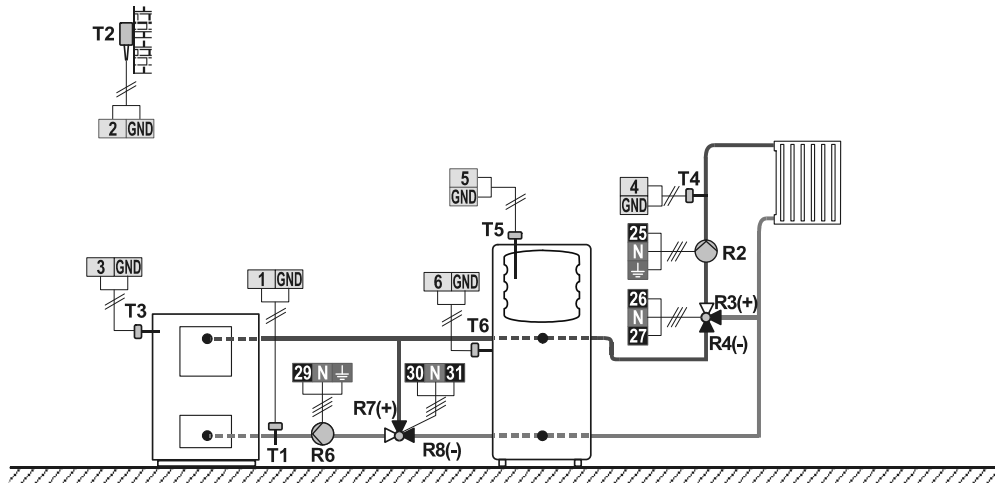 T2
2 GND
5
GND
4
GND
T4
T5
25
N
R2
3 GND
1 GND
6 GND
T3
T6
26
N
27
R3(+)
R4(-)
29 N
30 N 31
R7(+)
R8(-)
T1
R6